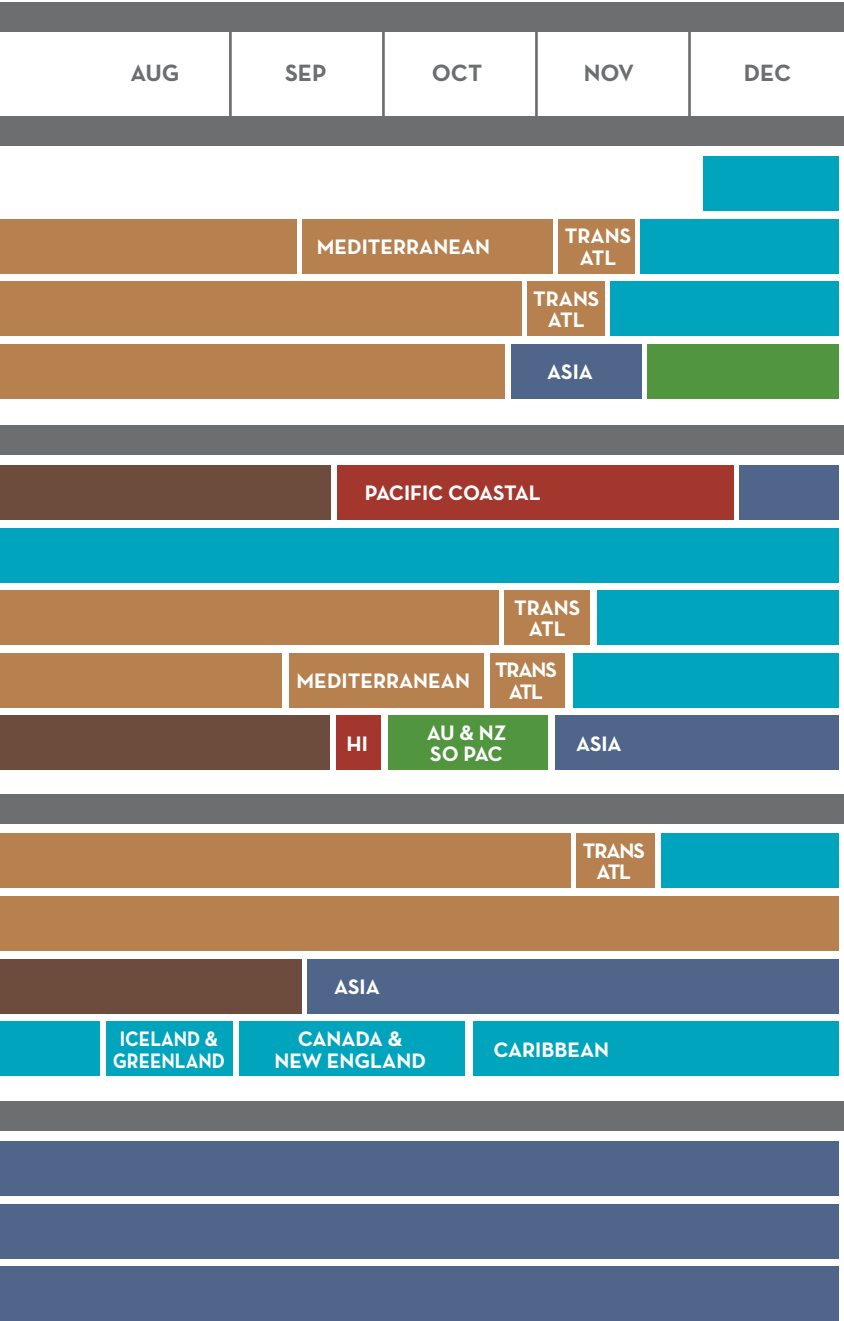 AUG SEP OCT NOV DEC
MEDITERRANEAN
TRANS
ATL
TRANS
ATL
ASIA
PACIFIC COASTAL
TRANS
ATL
MEDITERRANEAN
TRANS
ATL
HI
AU & NZ
SO PAC
ASIA
TRANS
ATL
ASIA
ICELAND &
GREENLAND
CANADA &
NEW ENGLAND
CARIBBEAN